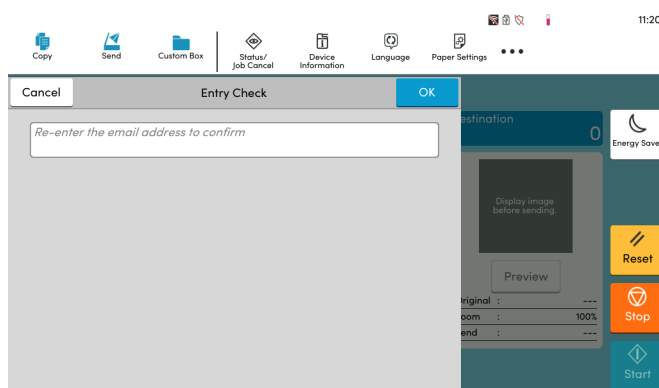 11:20
Copy
Send
Custom Box
Status/
Job Cancel
Device
Information
Language
Paper Settings
Cancel
Entry Check
OK
Re-enter the email address to confirm
estination
0
Display image
before sending.
Preview
riginal : ---
oom : 100%
end : ---
Energy Save
Reset
Stop
Start